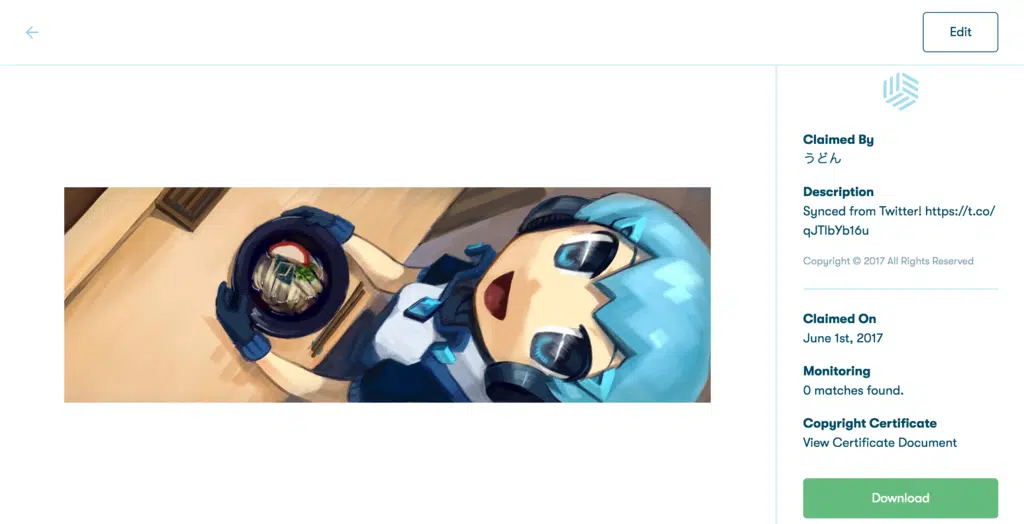 Edit
Claimed By
うどん
Description
Synced from Twitter! https://t.co/
qJTlbYb16u
Copyright © 2017 All Rights Reserved
Claimed On
June 1st, 2017
Monitoring
0 matches found.
Copyright Certificate
View Certificate Document
Download